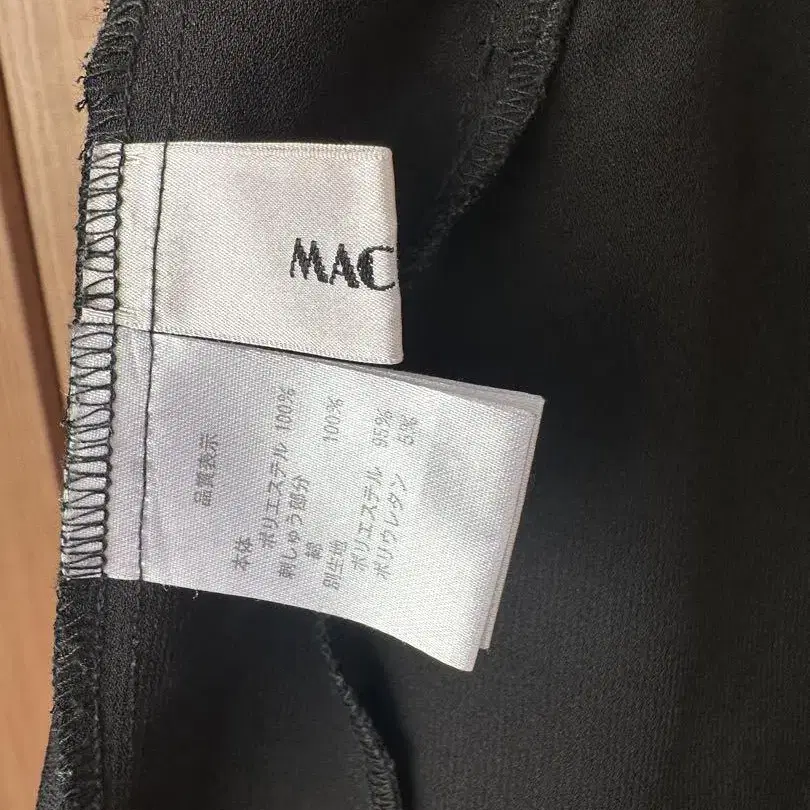 MAC
品質表示
本体
ポリエステル 100%
刺しゅう部分
綿 100%
別生地
ポリエステル 95%
ポリウレタン 5%